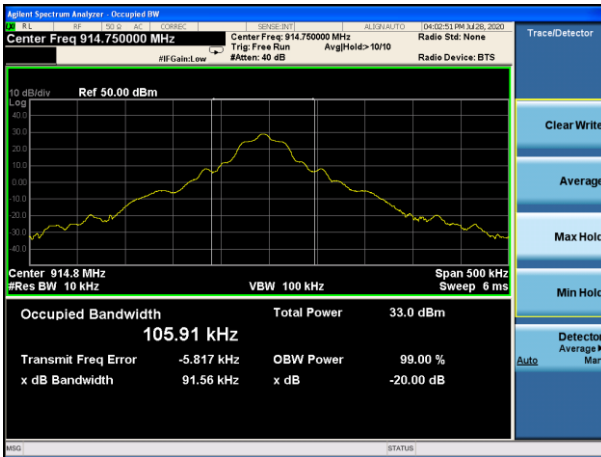 Agilent Spectrum Analyzer - Occupied BW
RL RF 50 Ω AC CORREC SENSE:INT ALIGNAUTO 04:02:51 PM Jul 28, 2020
Center Freq 914.750000 MHz Center Freq: 914.750000 MHz Radio Std: None
Trig: Free Run Avg|Hold:>10/10
#IFGain:Low #Atten: 40 dB Radio Device: BTS
Trace/Detector
10 dB/div Ref 50.00 dBm
Log
40.0
30.0
20.0
10.0
0.00
-10.0
-20.0
-30.0
-40.0
Center 914.8 MHz Span 500 kHz
#Res BW 10 kHz VBW 100 kHz Sweep 6 ms
Occupied Bandwidth Total Power 33.0 dBm
105.91 kHz
Transmit Freq Error -5.817 kHz OBW Power 99.00 %
x dB Bandwidth 91.56 kHz x dB -20.00 dB
Clear Write
Average
Max Hold
Min Hold
Detector
Average
Auto Man
MSG STATUS